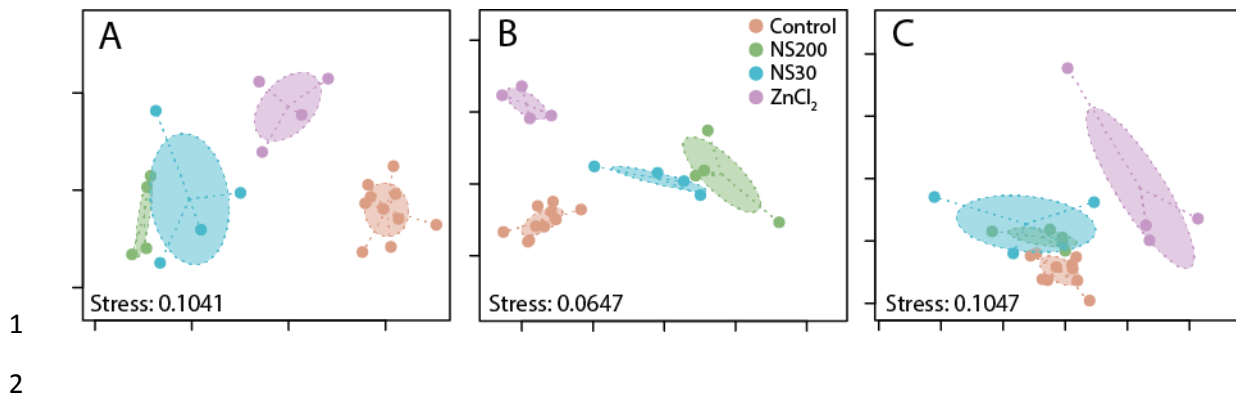 A
B
C
Control
NS200
NS30
ZnCl₂
Stress: 0.1041
Stress: 0.0647
Stress: 0.1047
1
2